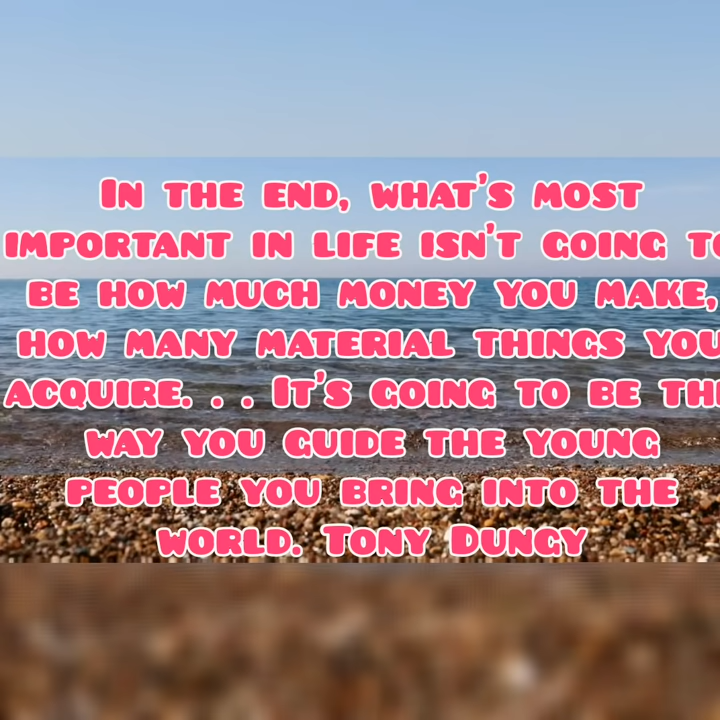 In the end, what's most
important in life isn't going to
be how much money you make,
how many material things you
acquire. . . It's going to be the
way you guide the young
people you bring into the
world. Tony Dungy